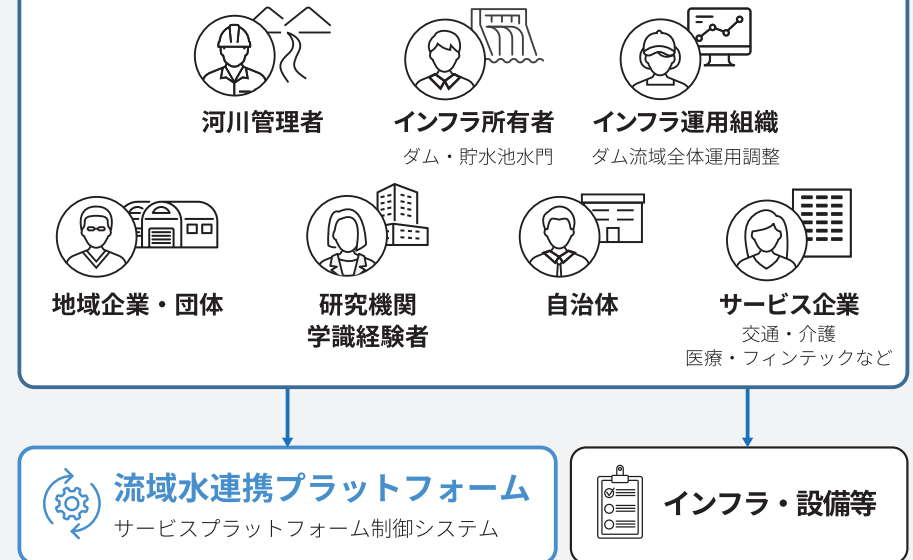 河川管理者
インフラ所有者
インフラ運用組織
ダム・貯水池水門
ダム流域全体運用調整
地域企業・団体
研究機関
学識経験者
自治体
サービス企業
交通・介護
医療・フィンテックなど
流域水連携プラットフォーム
サービスプラットフォーム制御システム
インフラ・設備等